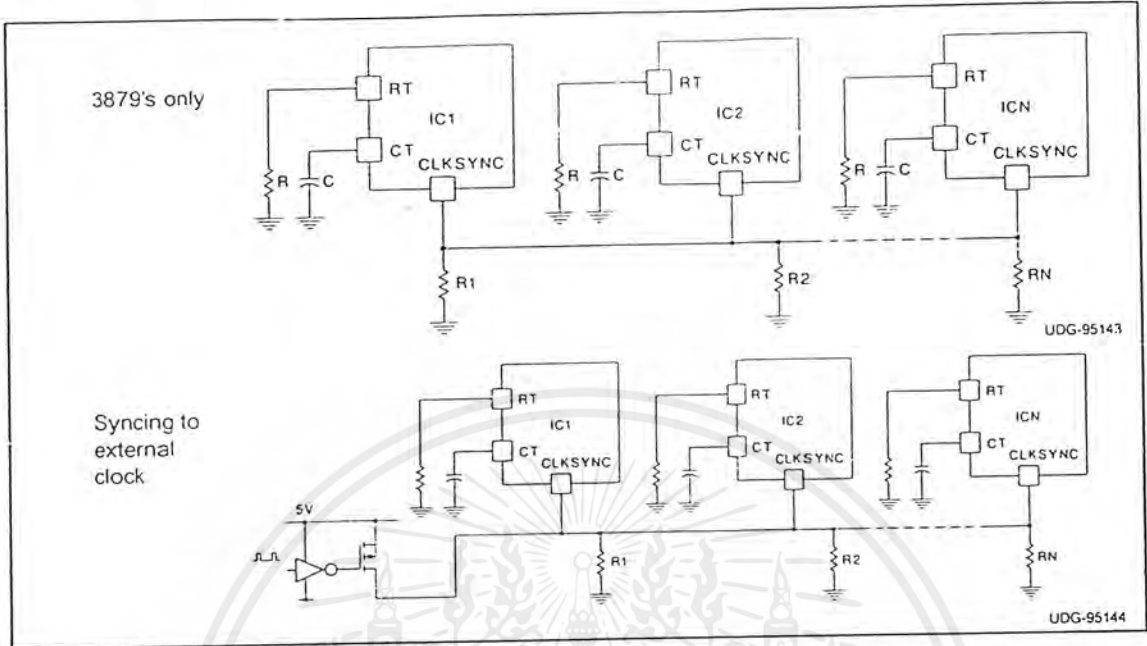 3879's only
RT
IC1
CT
CLKSYNC
R
C
RT
IC2
CT
CLKSYNC
R
C
RT
ICN
CT
CLKSYNC
R
C
R1
R2
RN
UDG-95143
Syncing to
external
clock
5V
RT
IC1
CT
CLKSYNC
RT
IC2
CT
CLKSYNC
RT
ICN
CT
CLKSYNC
R1
R2
RN
UDG-95144